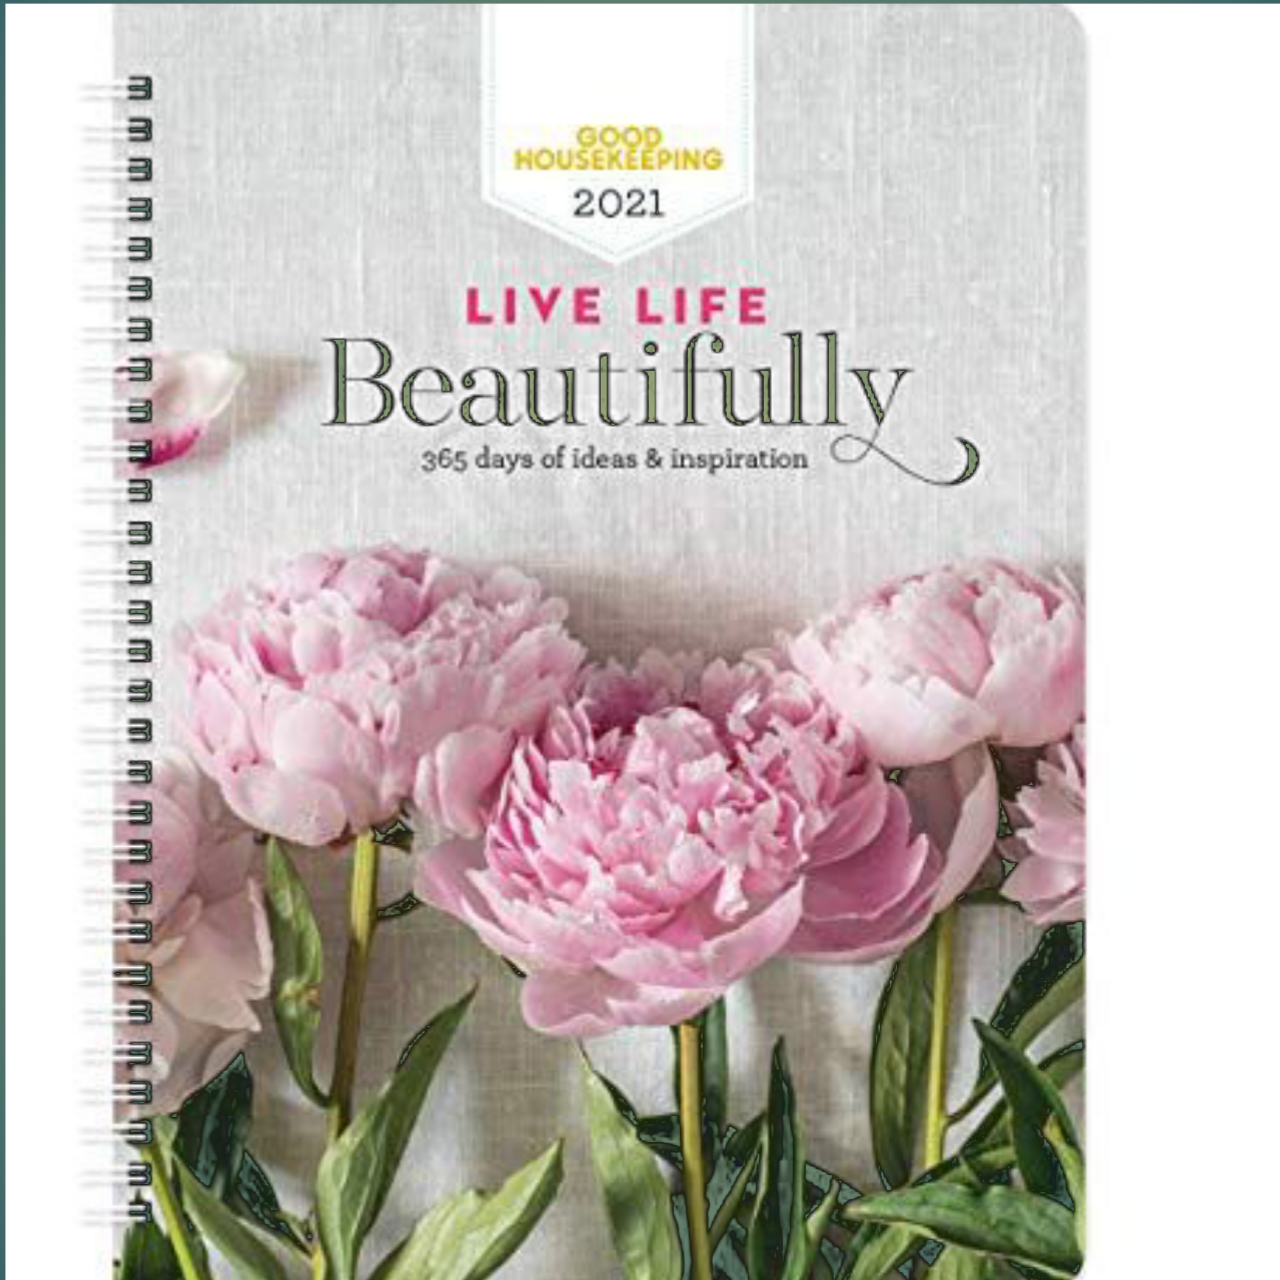 GOOD
HOUSEKEEPING
2021
LIVE LIFE
Beautifully
365 days of ideas & inspiration